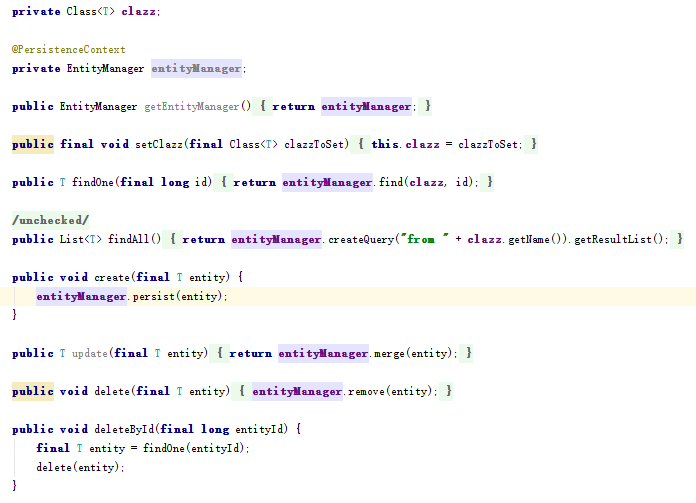 private Class<T> clazz;
@PersistenceContext
private EntityManager entityManager;
public EntityManager getEntityManager() { return entityManager; }
public final void setClazz(final Class<T> clazzToSet) { this.clazz = clazzToSet; }
public T findOne(final long id) { return entityManager.find(clazz, id); }
/unchecked/
public List<T> findAll() { return entityManager.createQuery("from " + clazz.getName()).getResultList(); }
public void create(final T entity) {
entityManager.persist(entity);
}
public T update(final T entity) { return entityManager.merge(entity); }
public void delete(final T entity) { entityManager.remove(entity); }
public void deleteById(final long entityId) {
final T entity = findOne(entityId);
delete(entity);
}